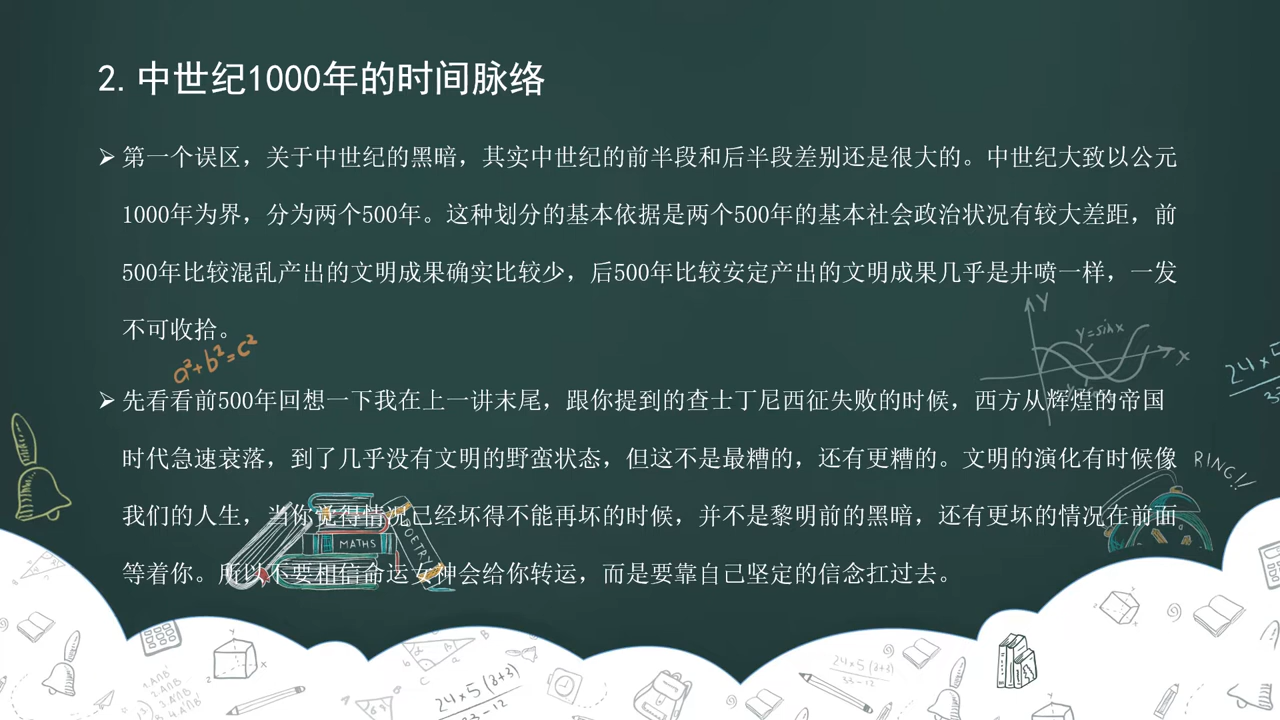 2.中世纪1000年的时间脉络
➢ 第一个误区，关于中世纪的黑暗，其实中世纪的前半段和后半段差别还是很大的。中世纪大致以公元
1000年为界，分为两个500年。这种划分的基本依据是两个500年的基本社会政治状况有较大差距，前
500年比较混乱产出的文明成果确实比较少，后500年比较安定产出的文明成果几乎是井喷一样，一发
不可收拾。
a²+b²=c²
Y
Y=sinx
X
24×5
➢ 先看看前500年回想一下我在上一讲末尾，跟你提到的查士丁尼西征失败的时候，西方从辉煌的帝国
时代急速衰落，到了几乎没有文明的野蛮状态，但这不是最糟的，还有更糟的。文明的演化有时候像
RING!!
我们的人生，当你觉得情况已经坏得不能再坏的时候，并不是黎明前的黑暗，还有更坏的情况在前面
MATHS
POETRY
等着你。所以不要相信命运女神会给你转运，而是要靠自己坚定的信念扛过去。
24×5(3+3)
33-12
24×5(3+3)
33-12